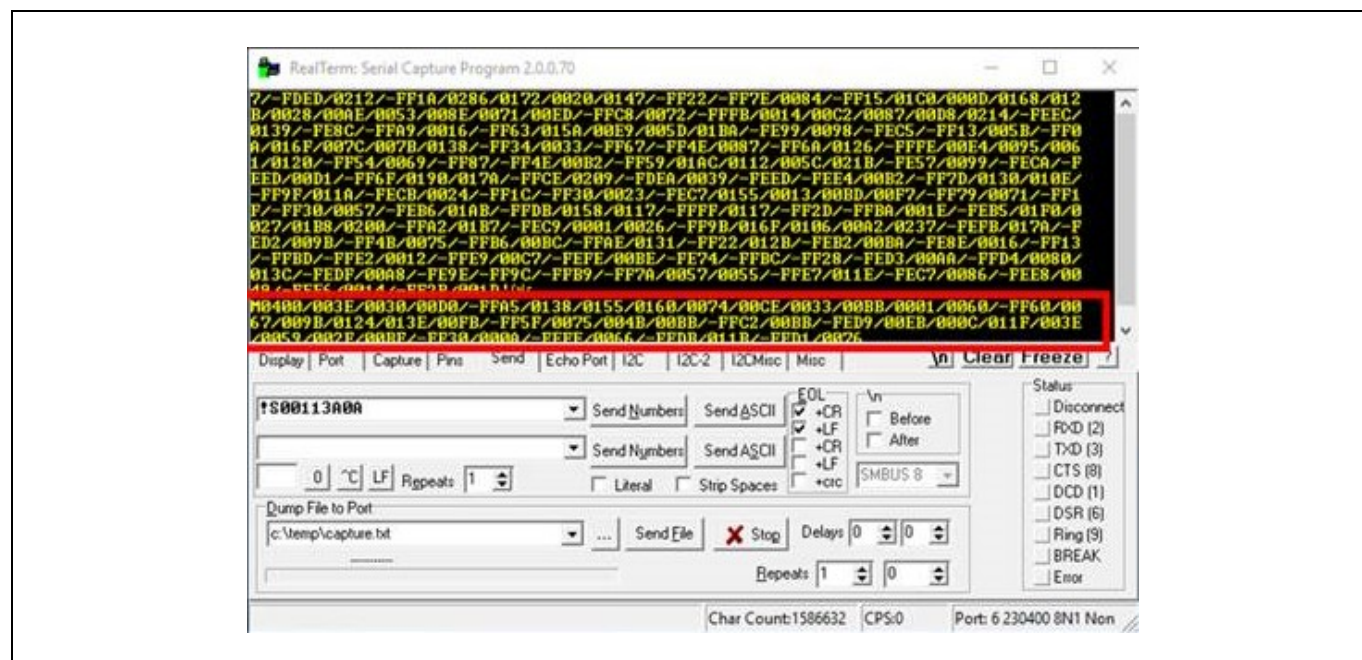 RealTerm: Serial Capture Program 2.0.0.70
7/-FDED/0212/-FF1A/0286/0172/0020/0147/-FF22/-FF7E/0084/-FF15/01C0/000D/0168/012
B/0028/00AE/0053/008E/0071/00ED/-FFC8/0072/-FFFB/0014/00C2/0087/00D8/0214/-FEEC/
0139/-FE8C/-FFA9/0016/-FF63/015A/00E9/005D/01BA/-FE99/0098/-FEC5/-FF13/005B/-FF0
A/016F/007C/007B/0138/-FF34/0033/-FF67/-FF4E/0087/-FF6A/0126/-FFFE/00E4/0095/006
1/0120/-FF54/0069/-FF87/-FF4E/00B2/-FF59/01AC/0112/005C/021B/-FE57/0099/-FECA/-F
EED/00D1/-FF6F/0190/017A/-FFCE/0209/-FDEA/0039/-FEED/-FEE4/00B2/-FF7D/0130/010E/
-FF9F/011A/-FECB/0024/-FF1C/-FF30/0023/-FEC7/0155/0013/00BD/00F7/-FF79/0071/-FF1
F/-FF30/0057/-FEB6/01AB/-FFDB/0158/0117/-FFFF/0117/-FF2D/-FFBA/001E/-FEB5/01F0/0
027/01B8/0200/-FFA2/01B7/-FEC9/0001/0026/-FF9B/016F/0106/00A2/0237/-FEFB/017A/-F
ED2/009B/-FF4B/0075/-FFB6/00BC/-FFAE/0131/-FF22/012B/-FEB2/00BA/-FE8E/0016/-FF13
/-FFBD/-FFE2/0012/-FFE9/00C7/-FEFE/00BE/-FE74/-FFBC/-FF28/-FED3/00AA/-FFD4/0080/
013C/-FEDF/00A8/-FE9E/-FF9C/-FFB9/-FF7A/0057/0055/-FFE7/011E/-FEC7/0086/-FEE8/00
M0400/003E/0030/00D0/-FFA5/0138/0155/0160/0074/00CE/0033/00BB/0001/0060/-FF60/00
67/009B/0124/013E/00FB/-FF5F/0075/004B/00BB/-FFC2/00BB/-FED9/00EB/000C/011F/003E
Display Port Capture Pins Send Echo Port I2C I2C-2 I2CMisc Misc \n Clear Freeze ?
!S00113A0A Send Numbers Send ASCII
Send Numbers Send ASCII
0 ^C LF Repeats 1
Literal Strip Spaces
EOL
+CR
+LF
+CR
+LF
+crc
\n
Before
After
SMBUS 8
Dump File to Port
c:\temp\capture.txt ... Send File Stop Delays 0 0
Repeats 1 0
Status
Disconnect
RXD (2)
TXD (3)
CTS (8)
DCD (1)
DSR (6)
Ring (9)
BREAK
Error
Char Count:1586632 CPS:0 Port: 6 230400 8N1 Non